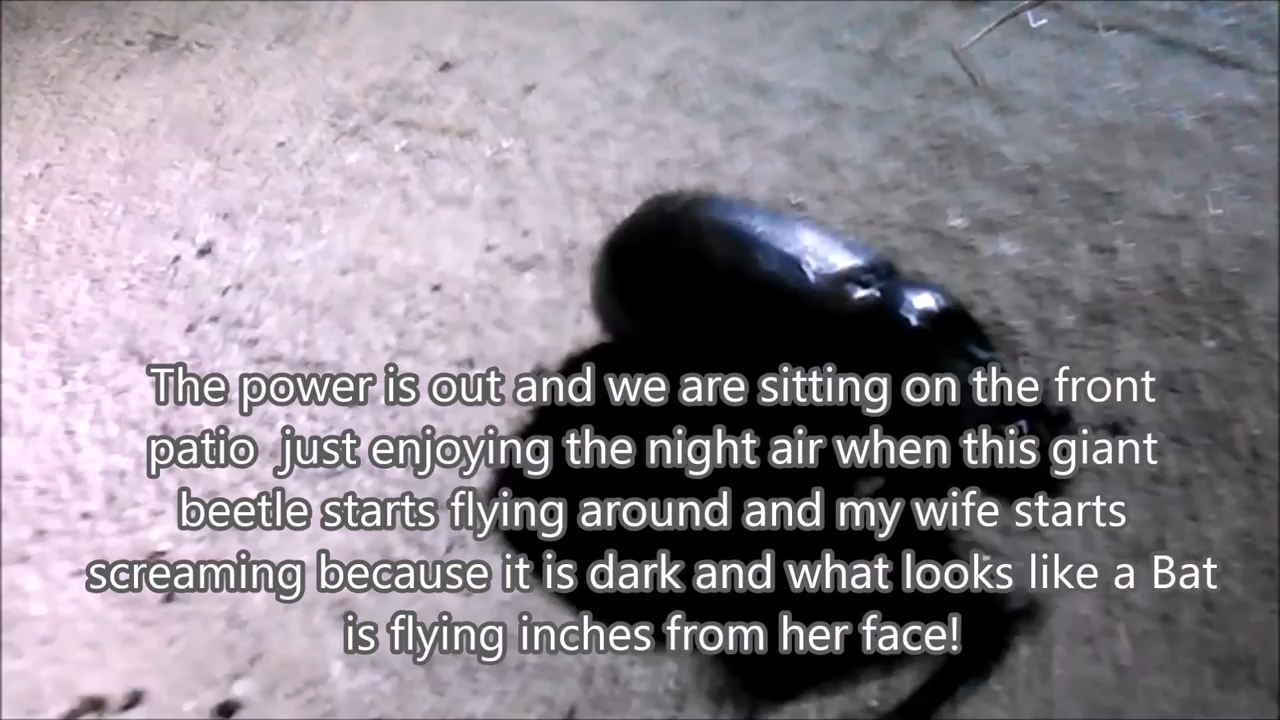 The power is out and we are sitting on the front
patio  just enjoying the night air when this giant
beetle starts flying around and my wife starts
screaming because it is dark and what looks like a Bat
is flying inches from her face!